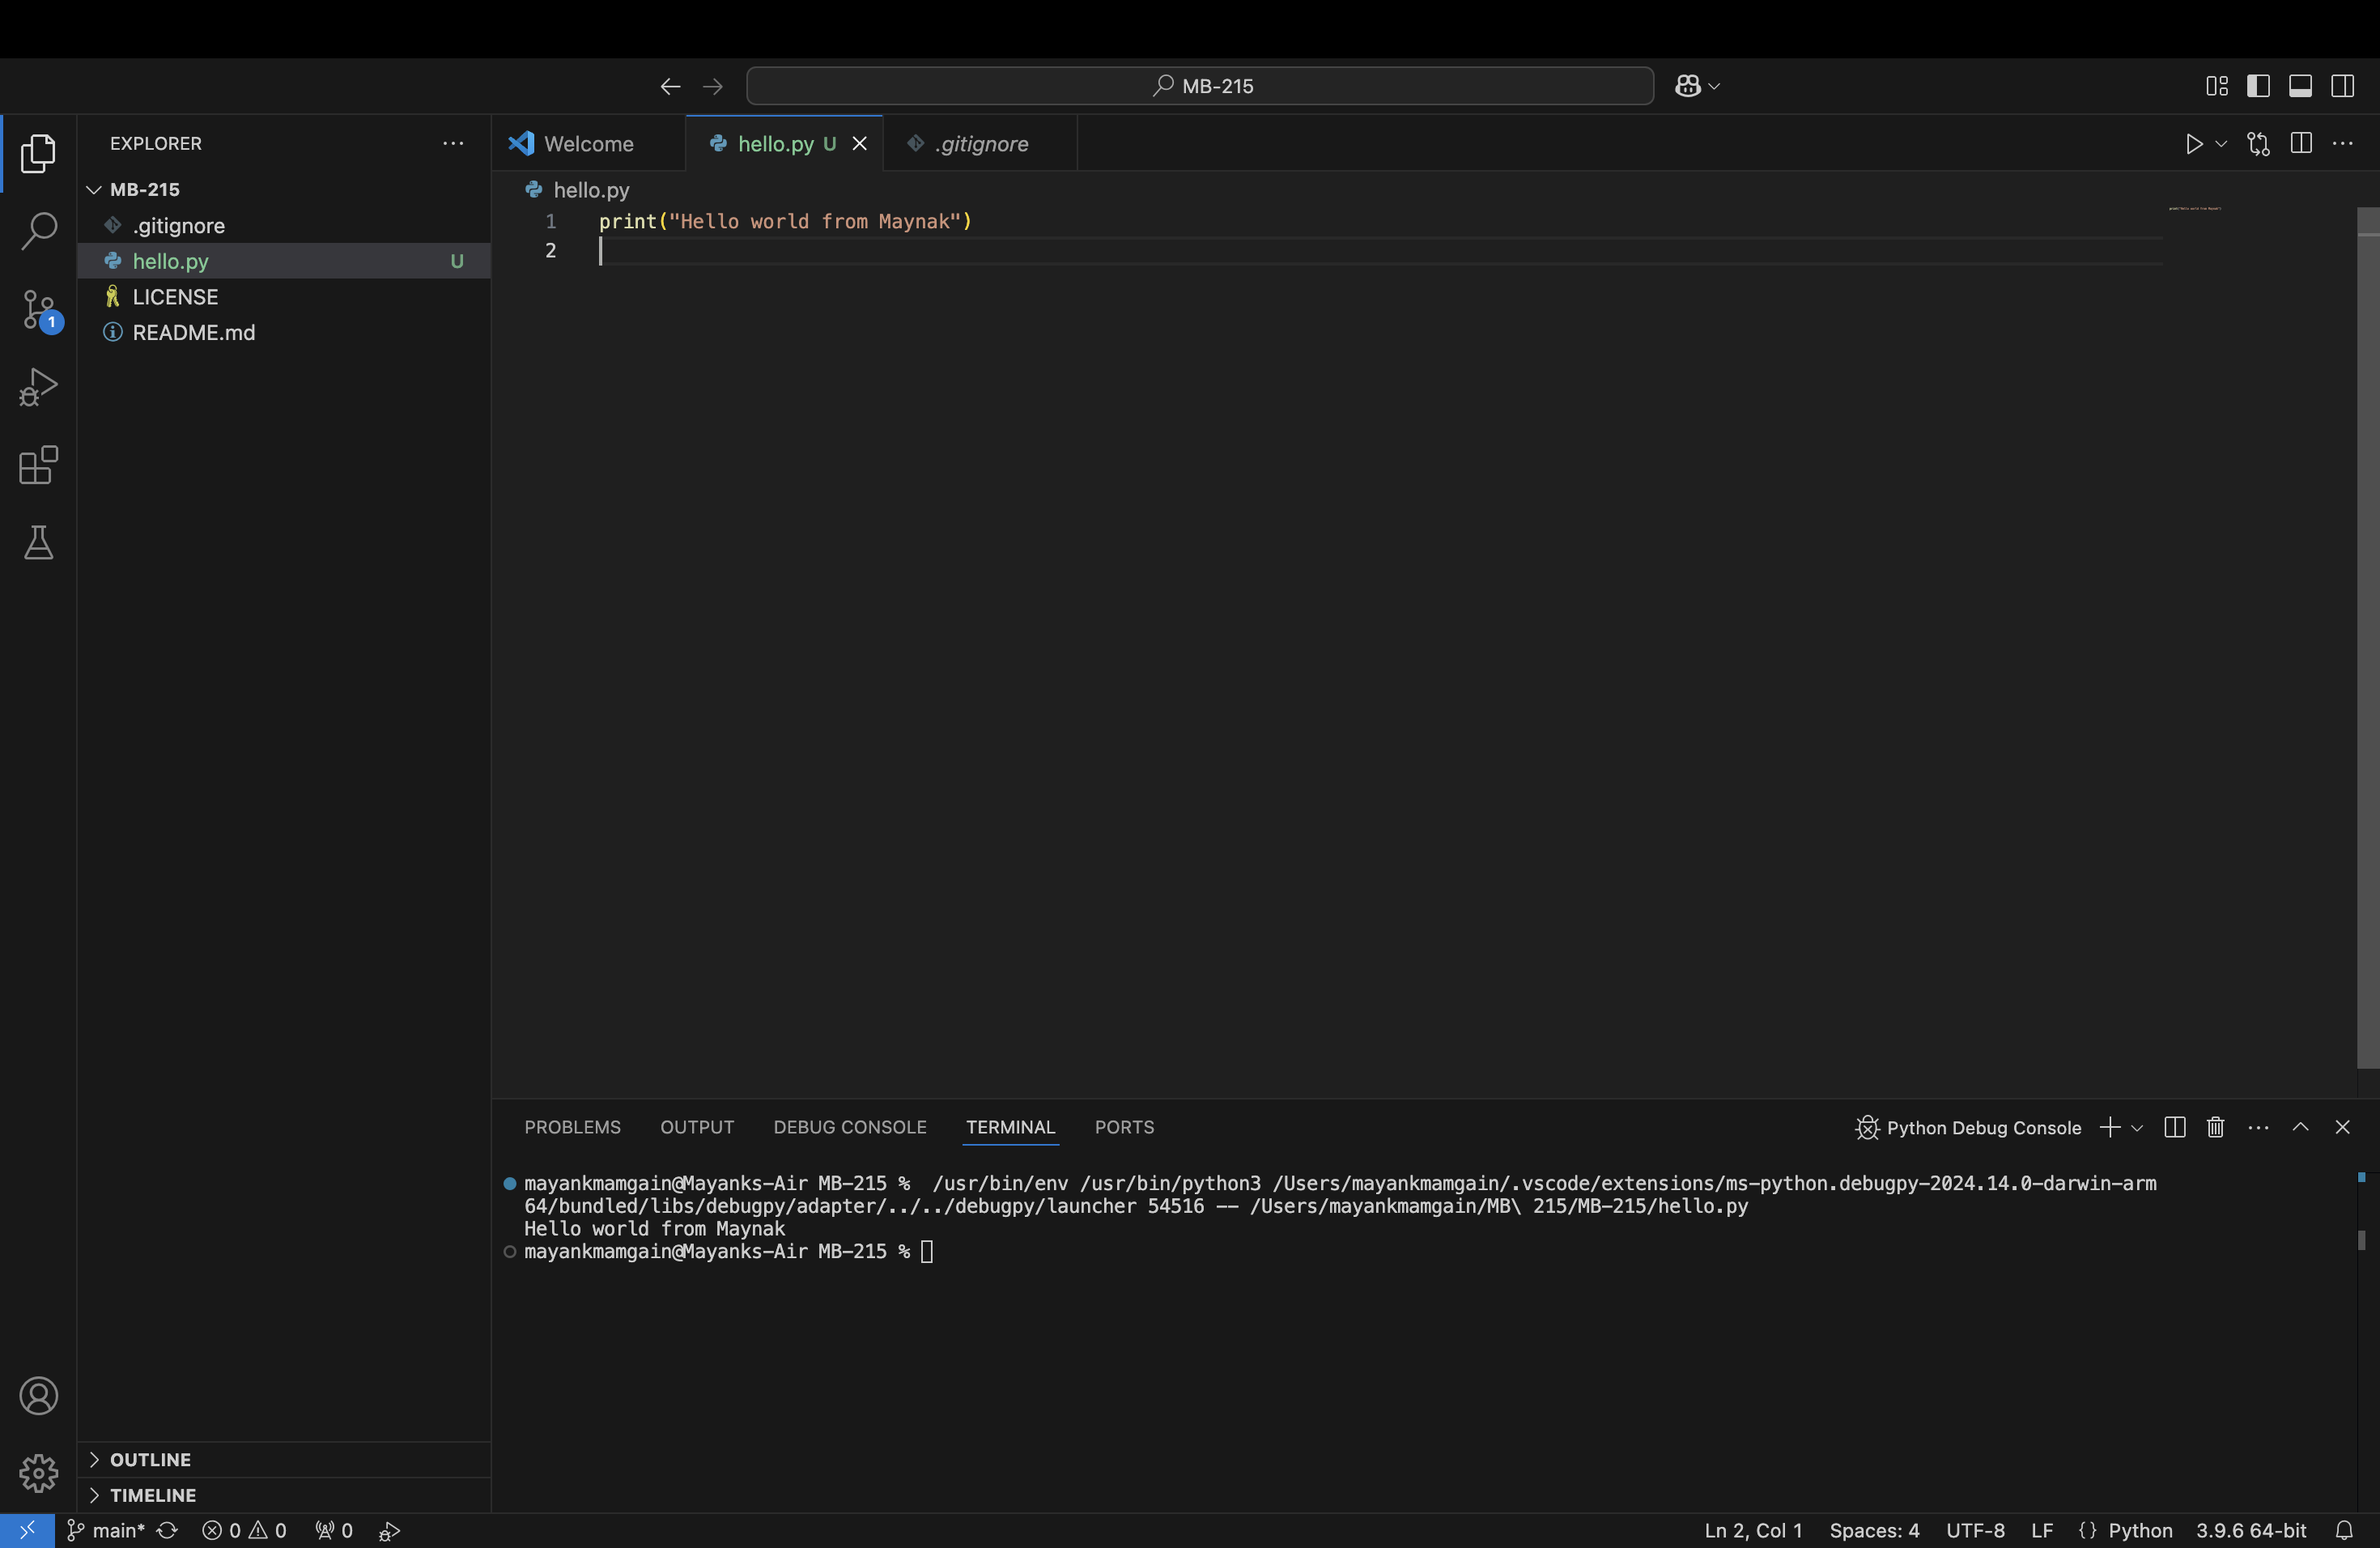 MB-215
EXPLORER
Welcome
hello.py U
.gitignore
MB-215
.gitignore
hello.py U
LICENSE
README.md
1
hello.py
1 print("Hello world from Maynak")
2
PROBLEMS OUTPUT DEBUG CONSOLE TERMINAL PORTS
Python Debug Console
mayankmamgain@Mayanks-Air MB-215 %  /usr/bin/env /usr/bin/python3 /Users/mayankmamgain/.vscode/extensions/ms-python.debugpy-2024.14.0-darwin-arm
64/bundled/libs/debugpy/adapter/../../debugpy/launcher 54516 -- /Users/mayankmamgain/MB\ 215/MB-215/hello.py
Hello world from Maynak
mayankmamgain@Mayanks-Air MB-215 %
OUTLINE
TIMELINE
main* 0 0 0
Ln 2, Col 1 Spaces: 4 UTF-8 LF {} Python 3.9.6 64-bit